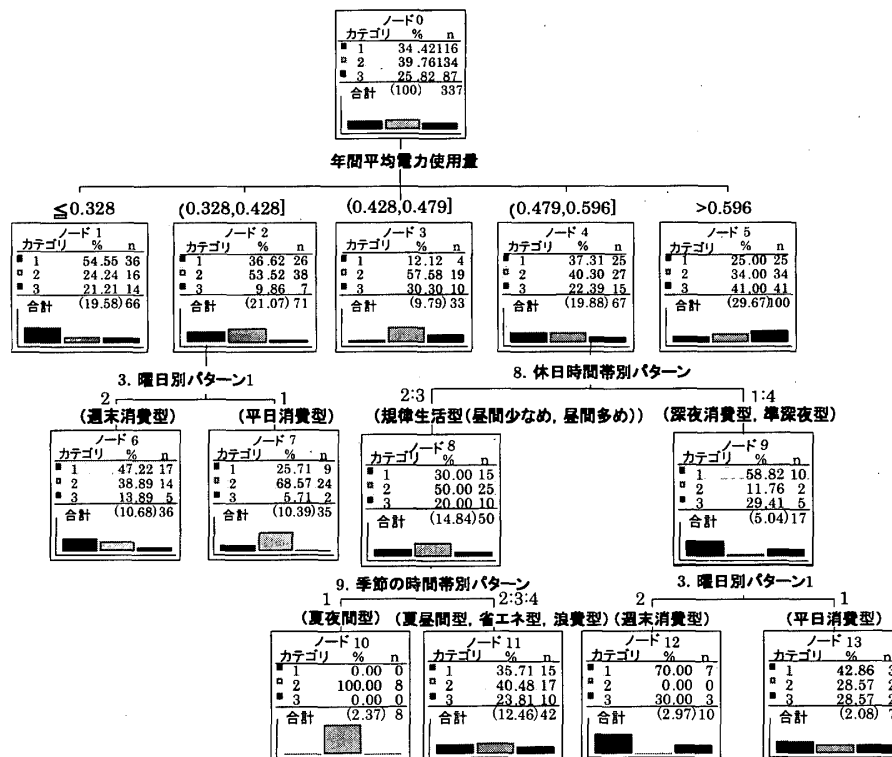 ノード0
カテゴリ % n
1 34.42 116
2 39.76 134
3 25.82 87
合計 (100) 337
年間平均電力使用量
≦0.328 (0.328,0.428] (0.428,0.479] (0.479,0.596] >0.596
ノード 1
カテゴリ % n
1 54.55 36
2 24.24 16
3 21.21 14
合計 (19.58) 66
ノード 2
カテゴリ % n
1 36.62 26
2 53.52 38
3 9.86 7
合計 (21.07) 71
ノード 3
カテゴリ % n
1 12.12 4
2 57.58 19
3 30.30 10
合計 (9.79) 33
ノード 4
カテゴリ % n
1 37.31 25
2 40.30 27
3 22.39 15
合計 (19.88) 67
ノード 5
カテゴリ % n
1 25.00 25
2 34.00 34
3 41.00 41
合計 (29.67)100
3. 曜日別パターン1
2 1
(週末消費型) (平日消費型)
8. 休日時間帯別パターン
2:3 1:4
(規律生活型(昼間少なめ, 昼間多め)) (深夜消費型, 準深夜型)
ノード 6
カテゴリ % n
1 47.22 17
2 38.89 14
3 13.89 5
合計 (10.68) 36
ノード 7
カテゴリ % n
1 25.71 9
2 68.57 24
3 5.71 2
合計 (10.39) 35
ノード 8
カテゴリ % n
1 30.00 15
2 50.00 25
3 20.00 10
合計 (14.84) 50
ノード 9
カテゴリ % n
1 58.82 10
2 11.76 2
3 29.41 5
合計 (5.04) 17
9. 季節の時間帯別パターン
1 2:3:4
(夏夜間型) (夏昼間型, 省エネ型, 浪費型)
3. 曜日別パターン1
2 1
(週末消費型) (平日消費型)
ノード 10
カテゴリ % n
1 0.00 0
2 100.00 8
3 0.00 0
合計 (2.37) 8
ノード 11
カテゴリ % n
1 35.71 15
2 40.48 17
3 23.81 10
合計 (12.46) 42
ノード 12
カテゴリ % n
1 70.00 7
2 0.00 0
3 30.00 3
合計 (2.97) 10
ノード 13
カテゴリ % n
1 42.86
2 28.57
3 28.57
合計 (2.08)